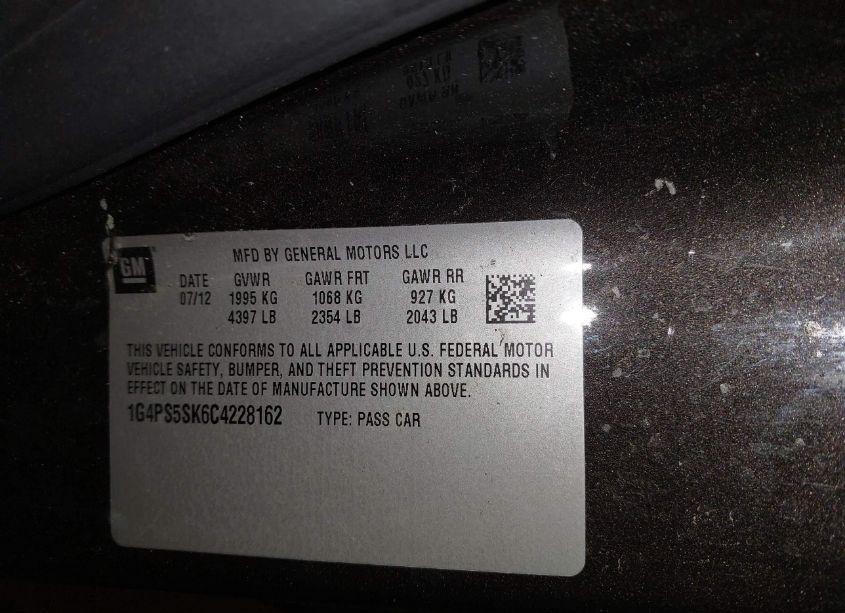 GM
MFD BY GENERAL MOTORS LLC
DATE GVWR GAWR FRT GAWR RR
07/12 1995 KG 1068 KG 927 KG
4397 LB 2354 LB 2043 LB
THIS VEHICLE CONFORMS TO ALL APPLICABLE U.S. FEDERAL MOTOR
VEHICLE SAFETY, BUMPER, AND THEFT PREVENTION STANDARDS IN
EFFECT ON THE DATE OF MANUFACTURE SHOWN ABOVE.
1G4PS5SK6C4228162 TYPE: PASS CAR